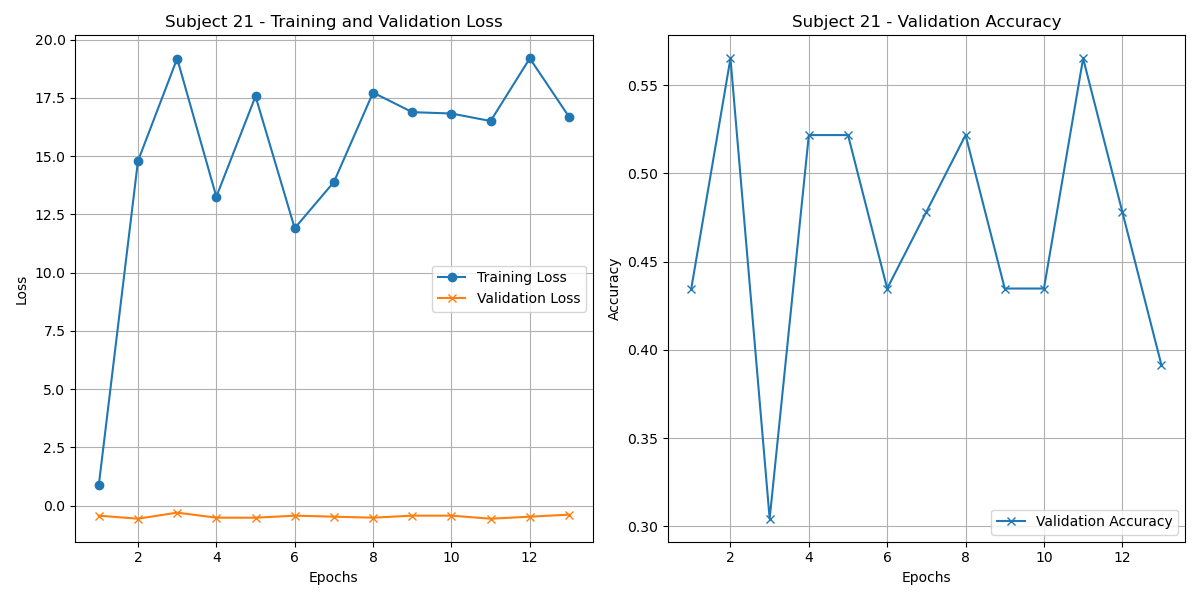 Subject 21 - Training and Validation Loss
20.0
17.5
15.0
12.5
10.0
7.5
5.0
2.5
0.0
Loss
Training Loss
Validation Loss
2 4 6 8 10 12
Epochs
Subject 21 - Validation Accuracy
0.55
0.50
0.45
0.40
0.35
0.30
Accuracy
Validation Accuracy
2 4 6 8 10 12
Epochs